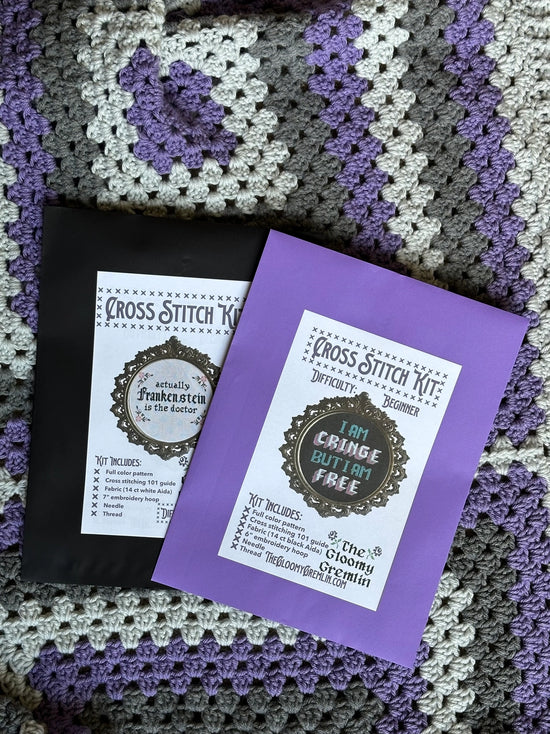 Cross Stitch Kit
actually
Frankenstein
is the doctor
Kit Includes:
Full color pattern
Cross stitching 101 guide
Fabric (14 ct white Aida)
7" embroidery hoop
Needle
Thread
Cross Stitch Kit
Difficulty: Beginner
I AM
CRINGE
BUT I AM
FREE
Kit Includes:
Full color pattern
Cross stitching 101 guide
Fabric (14 ct black Aida)
6" embroidery hoop
Needle
Thread
The
Gloomy
Gremlin
TheGloomyGremlin.com